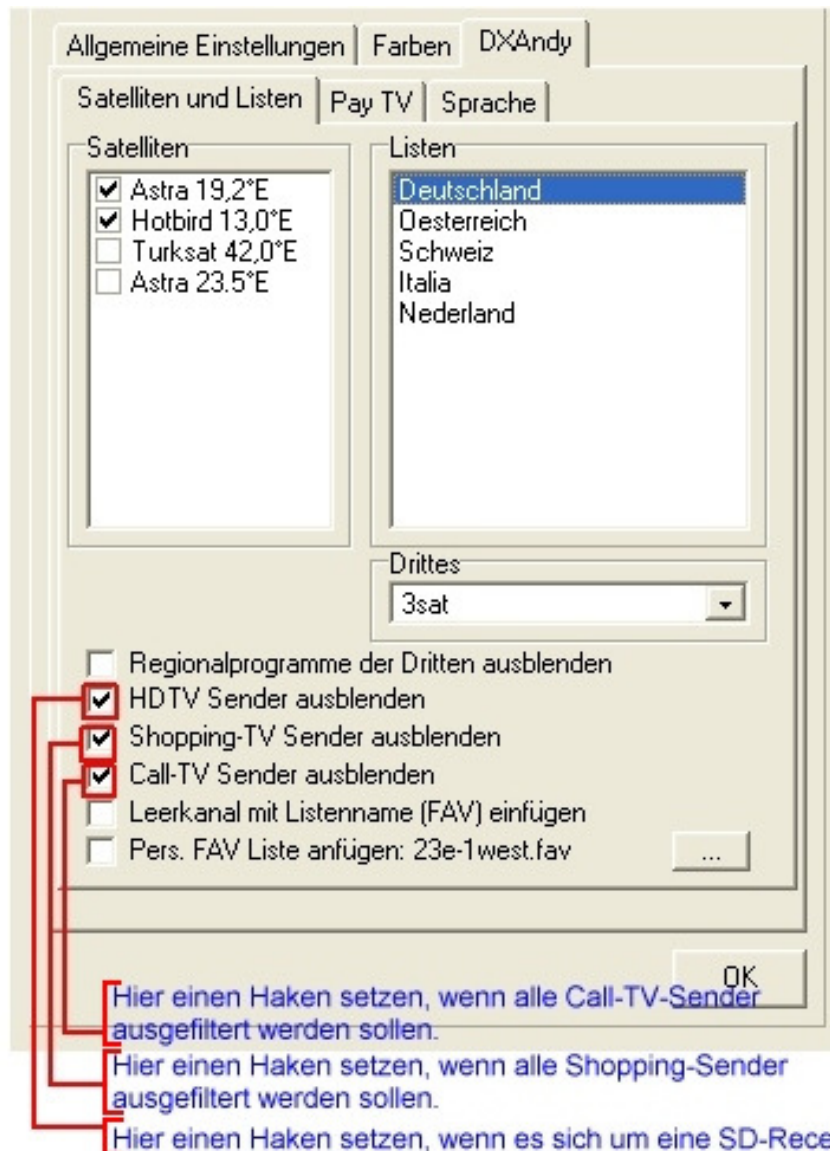 Allgemeine Einstellungen
Farben
DXAndy
Satelliten und Listen
Pay TV
Sprache
Satelliten
Astra 19,2°E
Hotbird 13,0°E
Turksat 42,0°E
Astra 23.5°E
Listen
Deutschland
Oesterreich
Schweiz
Italia
Nederland
Drittes
3sat
Regionalprogramme der Dritten ausblenden
HDTV Sender ausblenden
Shopping-TV Sender ausblenden
Call-TV Sender ausblenden
Leerkanal mit Listenname (FAV) einfügen
Pers. FAV Liste anfügen: 23e-1west.fav
...
OK
Hier einen Haken setzen, wenn alle Call-TV-Sender
ausgefiltert werden sollen.
Hier einen Haken setzen, wenn alle Shopping-Sender
ausgefiltert werden sollen.
Hier einen Haken setzen, wenn es sich um eine SD-Rece